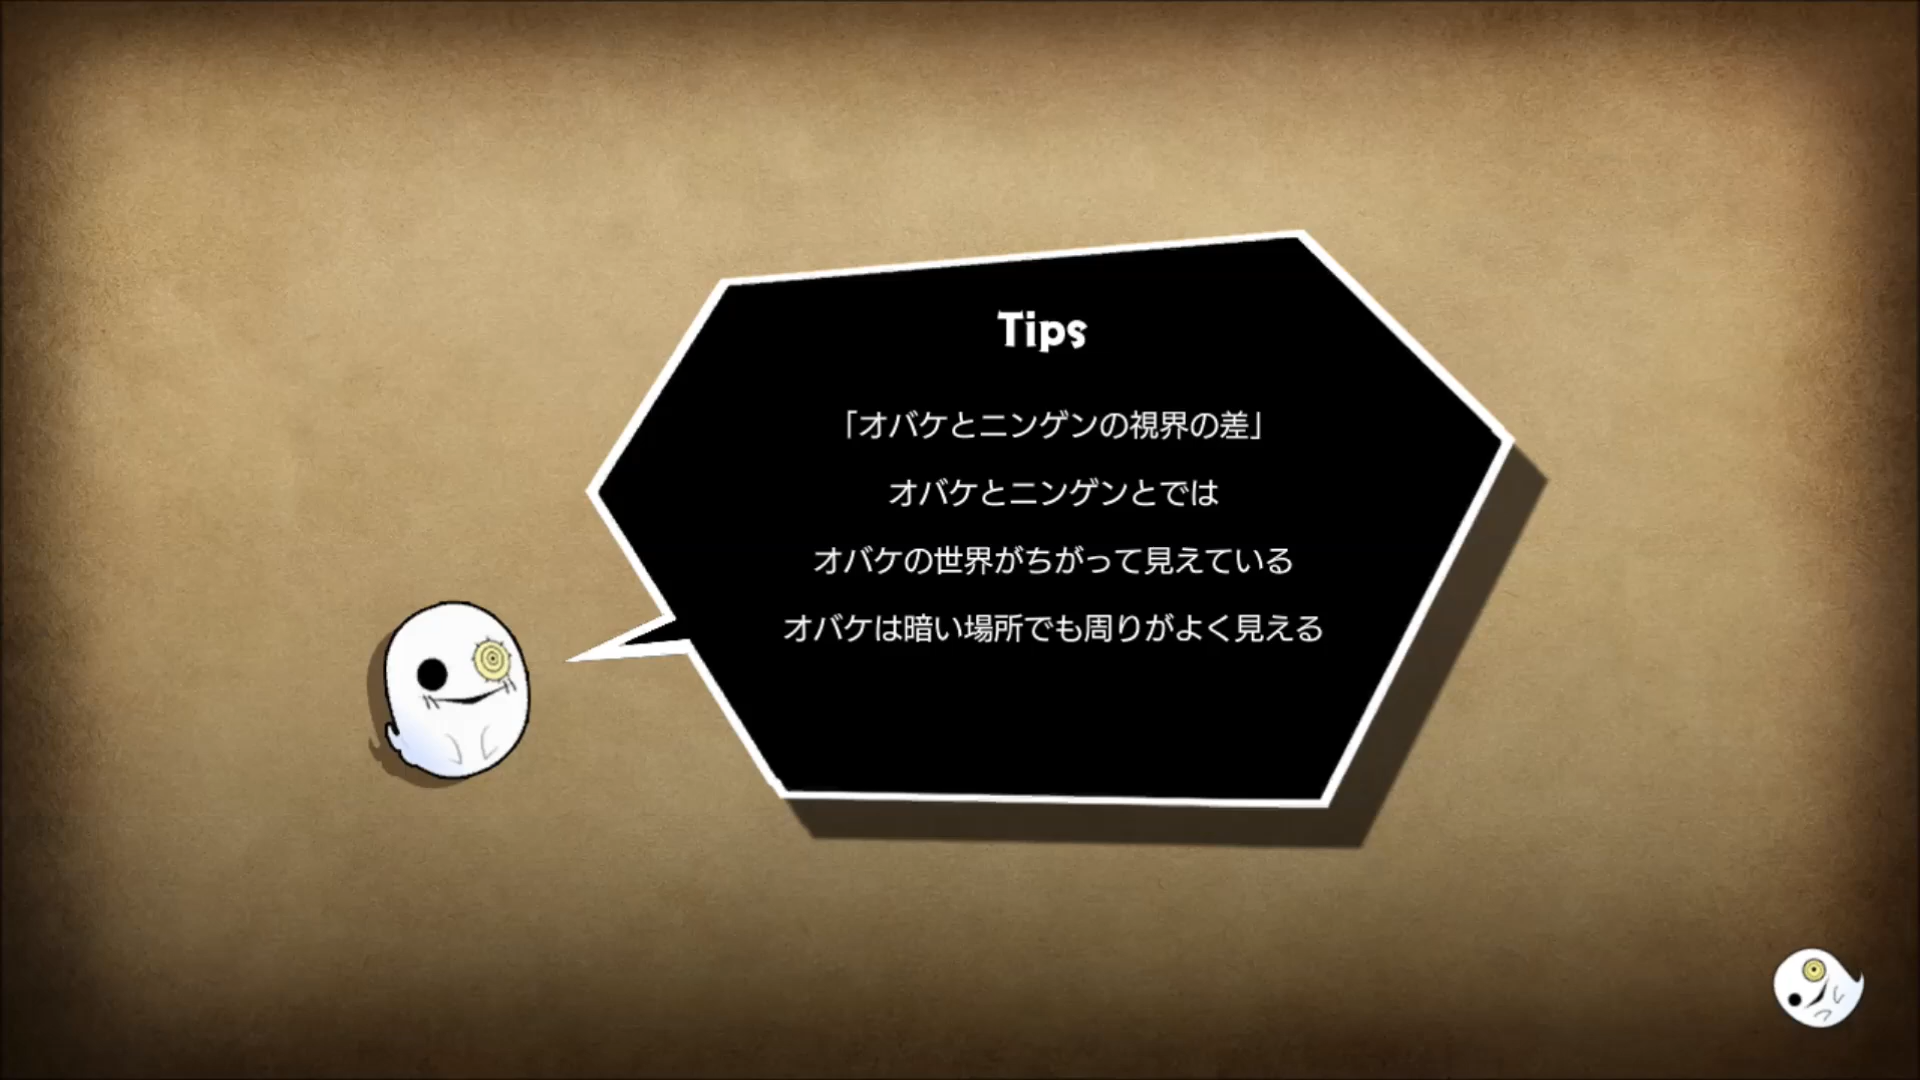 Tips
「オバケとニンゲンの視界の差」
オバケとニンゲンとでは
オバケの世界がちがって見えている
オバケは暗い場所でも周りがよく見える